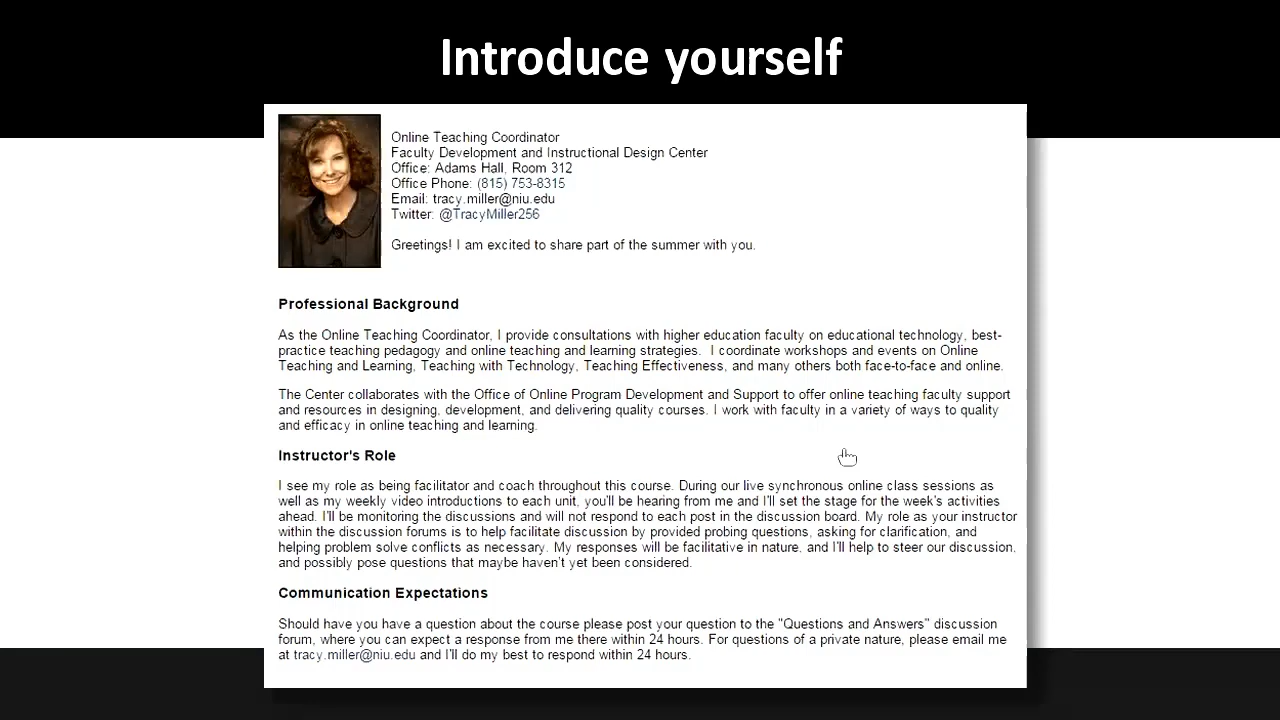 Introduce yourself
Online Teaching Coordinator
Faculty Development and Instructional Design Center
Office: Adams Hall, Room 312
Office Phone: (815) 753-8315
Email: tracy.miller@niu.edu
Twitter: @TracyMiller256
Greetings! I am excited to share part of the summer with you.
Professional Background
As the Online Teaching Coordinator, I provide consultations with higher education faculty on educational technology, best-
practice teaching pedagogy and online teaching and learning strategies.  I coordinate workshops and events on Online
Teaching and Learning, Teaching with Technology, Teaching Effectiveness, and many others both face-to-face and online.
The Center collaborates with the Office of Online Program Development and Support to offer online teaching faculty support
and resources in designing, development, and delivering quality courses. I work with faculty in a variety of ways to quality
and efficacy in online teaching and learning.
Instructor's Role
I see my role as being facilitator and coach throughout this course. During our live synchronous online class sessions as
well as my weekly video introductions to each unit, you'll be hearing from me and I'll set the stage for the week's activities
ahead. I'll be monitoring the discussions and will not respond to each post in the discussion board. My role as your instructor
within the discussion forums is to help facilitate discussion by provided probing questions, asking for clarification, and
helping problem solve conflicts as necessary. My responses will be facilitative in nature, and I'll help to steer our discussion,
and possibly pose questions that maybe haven't yet been considered.
Communication Expectations
Should have you have a question about the course please post your question to the "Questions and Answers" discussion
forum, where you can expect a response from me there within 24 hours. For questions of a private nature, please email me
at tracy.miller@niu.edu and I'll do my best to respond within 24 hours.